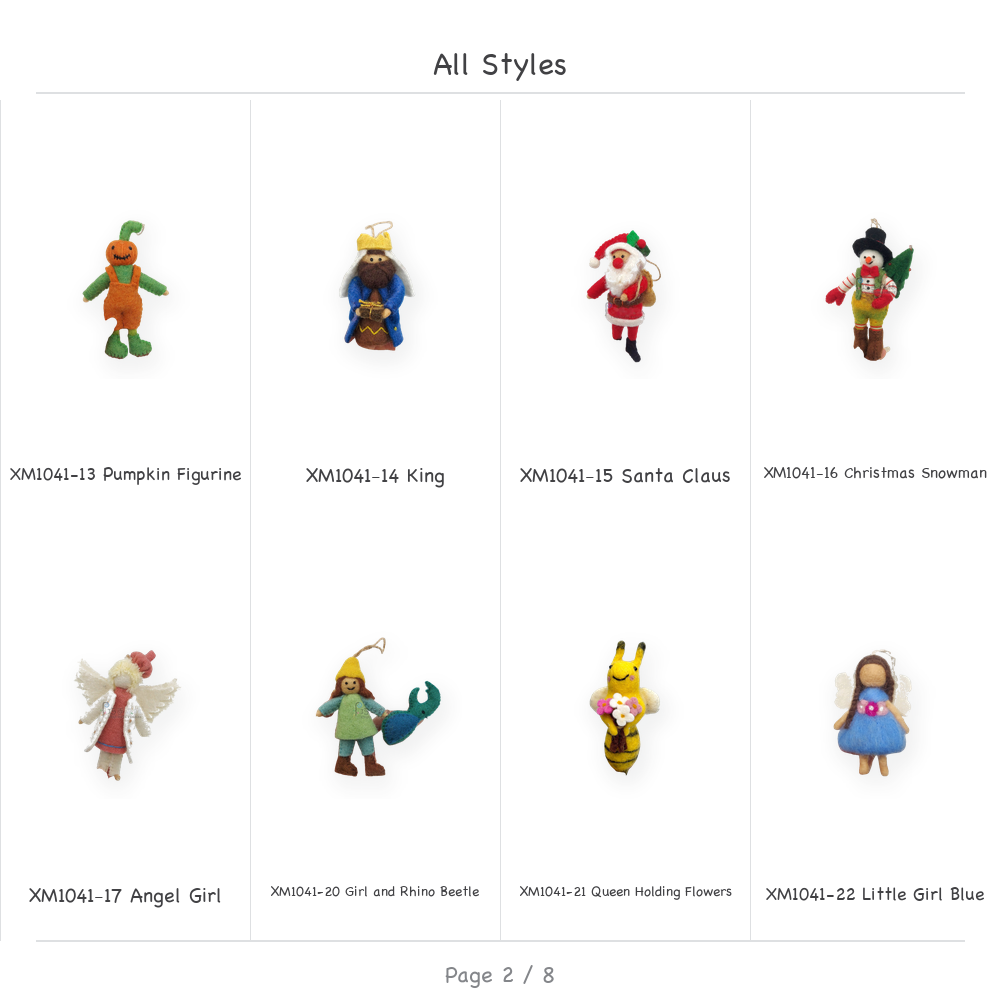 All Styles
XM1041-13 Pumpkin Figurine
XM1041-14 King
XM1041-15 Santa Claus
XM1041-16 Christmas Snowman
XM1041-17 Angel Girl
XM1041-20 Girl and Rhino Beetle
XM1041-21 Queen Holding Flowers
XM1041-22 Little Girl Blue
Page 2 / 8